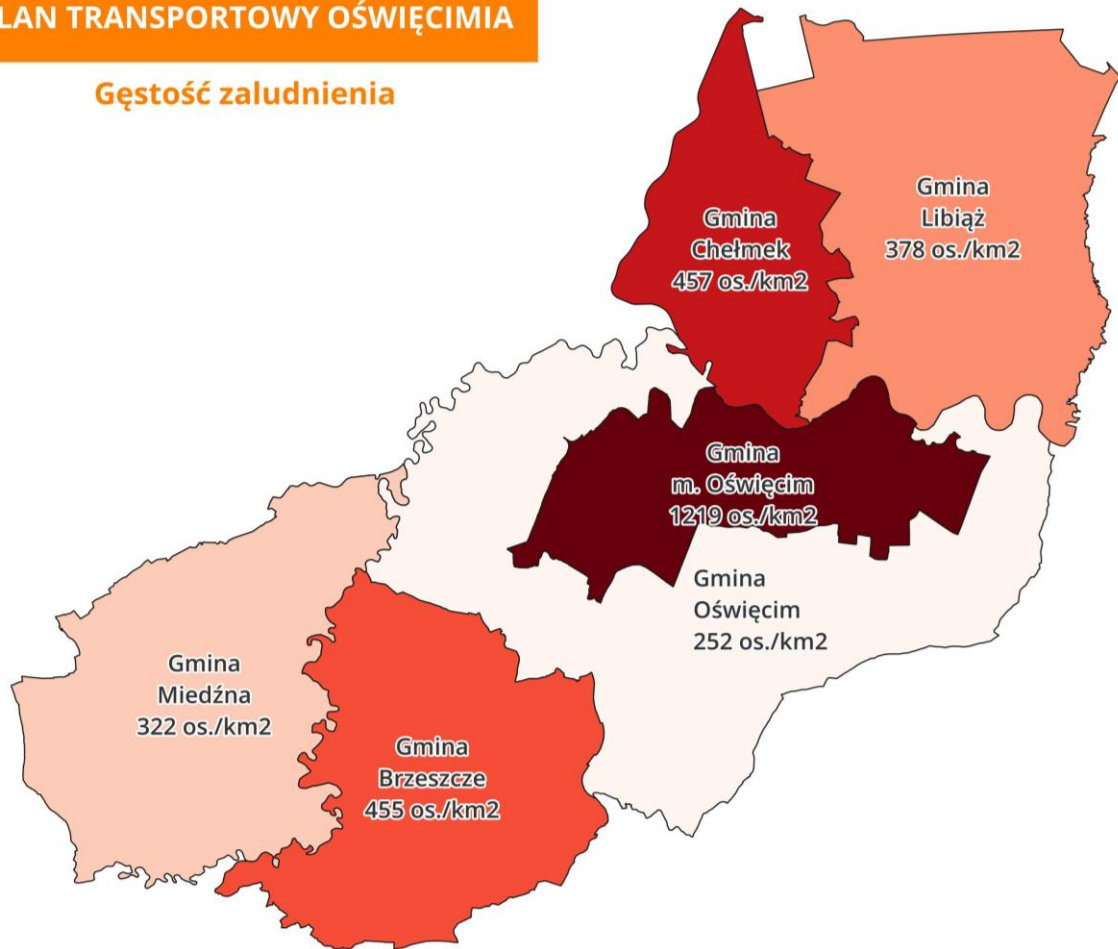 LAN TRANSPORTOWY OŚWIĘCIMIA
Gęstość zaludnienia
Gmina
Libiąż
378 os./km2
Gmina
Chełmek
457 os./km2
Gmina
m. Oświęcim
1219 os./km2
Gmina
Oświęcim
252 os./km2
Gmina
Miedźna
322 os./km2
Gmina
Brzeszcze
455 os./km2